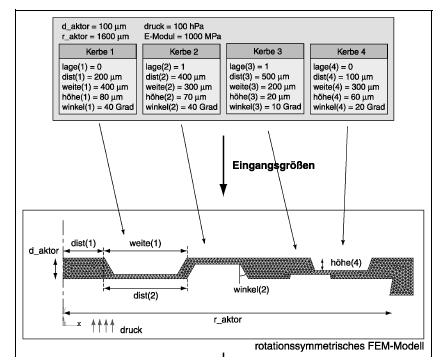 d_aktor = 100 µm druck = 100 hPa
r_aktor = 1600 µm E-Modul = 1000 MPa
Kerbe 1 Kerbe 2 Kerbe 3 Kerbe 4
lage(1) = 0 lage(2) = 1 lage(3) = 1 lage(4) = 0
dist(1) = 200 µm dist(2) = 400 µm dist(3) = 500 µm dist(4) = 100 µm
weite(1) = 400 µm weite(2) = 300 µm weite(3) = 200 µm weite(4) = 300 µm
höhe(1) = 80 µm höhe(2) = 70 µm höhe(3) = 20 µm höhe(4) = 60 µm
winkel(1) = 40 Grad winkel(2) = 40 Grad winkel(3) = 10 Grad winkel(4) = 20 Grad
Eingangsgrößen
dist(1) weite(1)
d_aktor
höhe(4)
dist(2) winkel(2)
r_aktor
x druck
rotationssymmetrisches FEM-Modell